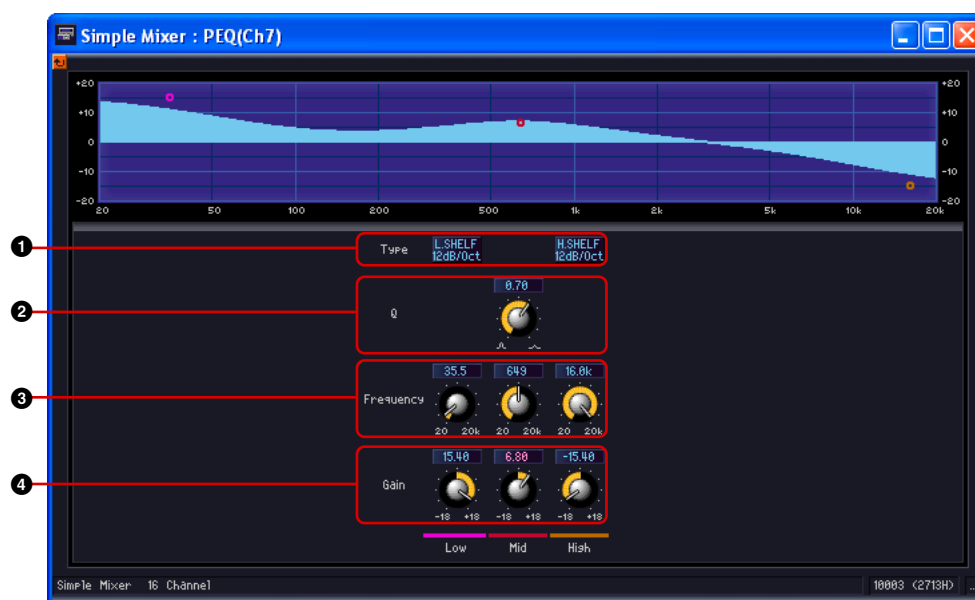 Simple Mixer : PEQ(Ch7)
+20 +20
+10 +10
0 0
-10 -10
-20 -20
20 50 100 200 500 1k 2k 5k 10k 20k
1 Type L.SHELF 12dB/Oct H.SHELF 12dB/Oct
0.70
2 Q
35.5 649 16.0k
3 Frequency
20 20k 20 20k 20 20k
15.40 6.80 -15.40
4 Gain
-18 +18 -18 +18 -18 +18
Low Mid High
Simple Mixer 16 Channel 10003 (2713H)